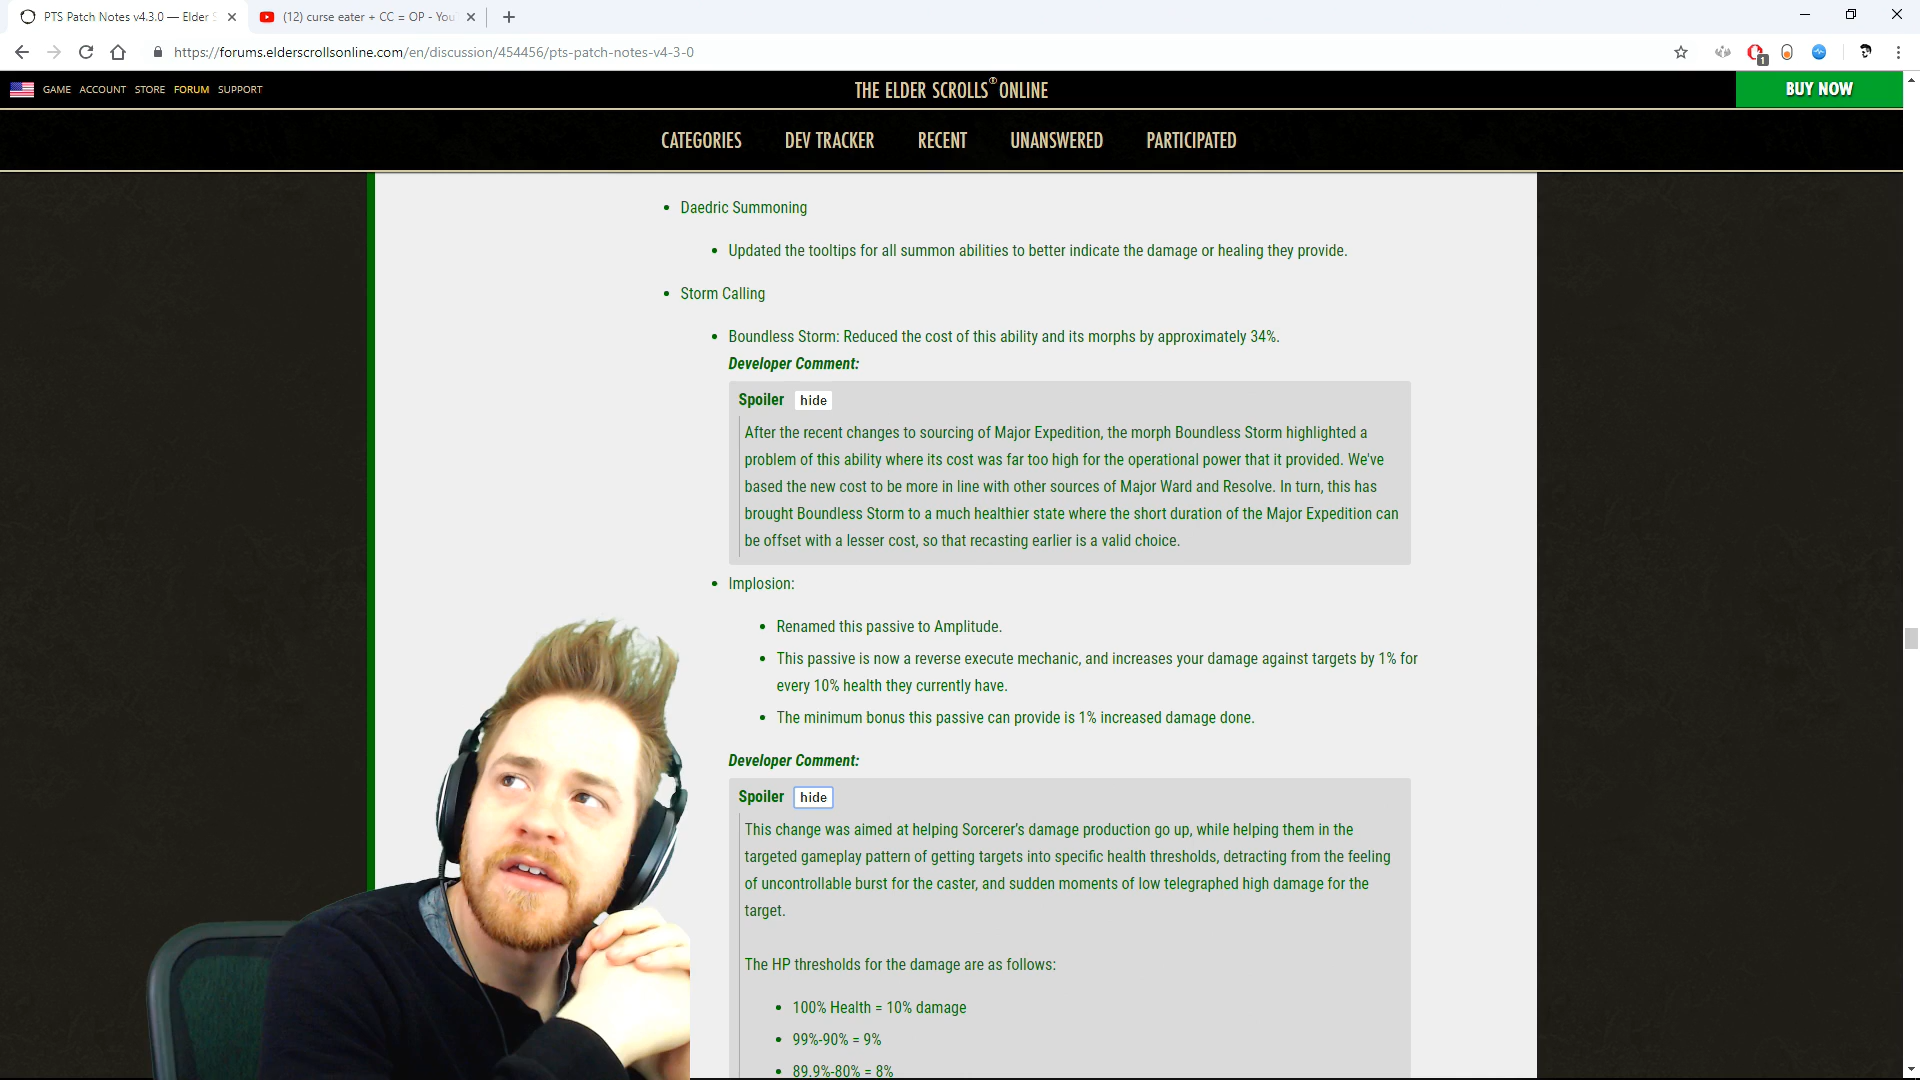 PTS Patch Notes v4.3.0 — Elder S
(12) curse eater + CC = OP - You
https://forums.elderscrollsonline.com/en/discussion/454456/pts-patch-notes-v4-3-0
1
GAME ACCOUNT STORE FORUM SUPPORT
THE ELDER SCROLLS ONLINE
BUY NOW
CATEGORIES DEV TRACKER RECENT UNANSWERED PARTICIPATED
• Daedric Summoning
• Updated the tooltips for all summon abilities to better indicate the damage or healing they provide.
• Storm Calling
• Boundless Storm: Reduced the cost of this ability and its morphs by approximately 34%.
Developer Comment:
Spoiler hide
After the recent changes to sourcing of Major Expedition, the morph Boundless Storm highlighted a
problem of this ability where its cost was far too high for the operational power that it provided. We've
based the new cost to be more in line with other sources of Major Ward and Resolve. In turn, this has
brought Boundless Storm to a much healthier state where the short duration of the Major Expedition can
be offset with a lesser cost, so that recasting earlier is a valid choice.
• Implosion:
• Renamed this passive to Amplitude.
• This passive is now a reverse execute mechanic, and increases your damage against targets by 1% for
every 10% health they currently have.
• The minimum bonus this passive can provide is 1% increased damage done.
Developer Comment:
Spoiler hide
This change was aimed at helping Sorcerer's damage production go up, while helping them in the
targeted gameplay pattern of getting targets into specific health thresholds, detracting from the feeling
of uncontrollable burst for the caster, and sudden moments of low telegraphed high damage for the
target.
The HP thresholds for the damage are as follows:
• 100% Health = 10% damage
• 99%-90% = 9%
• 89.9%-80% = 8%